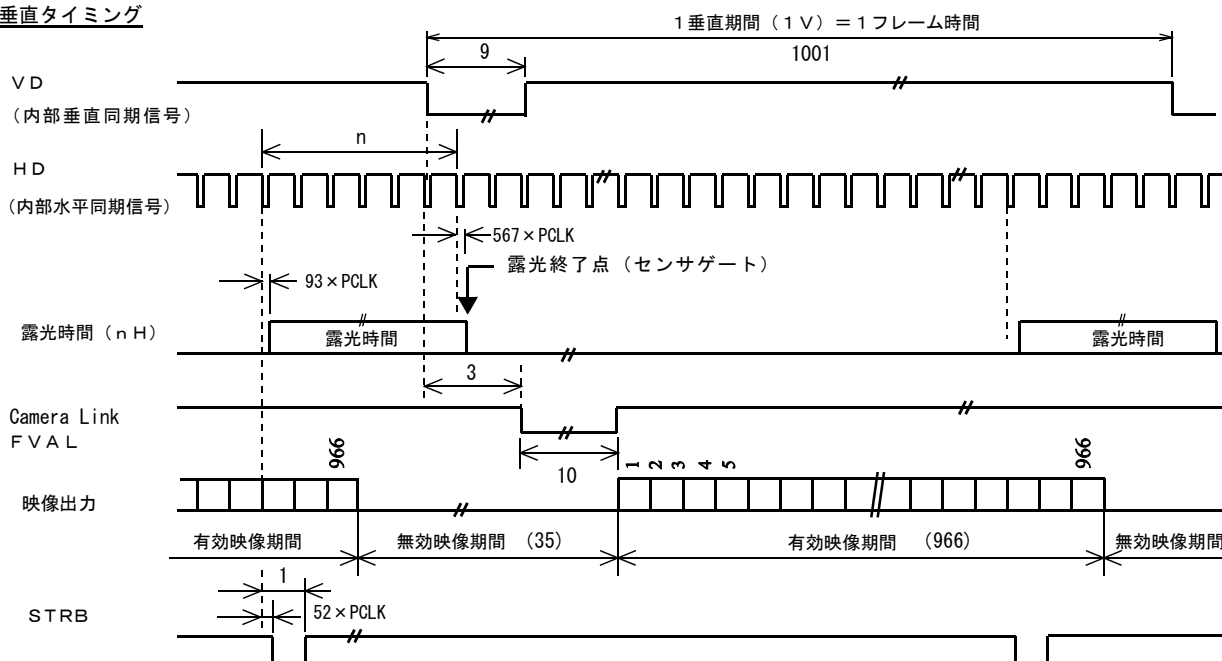 垂直タイミング
1垂直期間（1V）＝1フレーム時間
9
1001
VD
（内部垂直同期信号）
n
HD
（内部水平同期信号）
567×PCLK
露光終了点（センサゲート）
93×PCLK
露光時間（nH）
露光時間
露光時間
3
Camera Link
FVAL
10
966
1
2
3
4
5
966
映像出力
有効映像期間
無効映像期間 (35)
有効映像期間 (966)
無効映像期間
1
52×PCLK
STRB